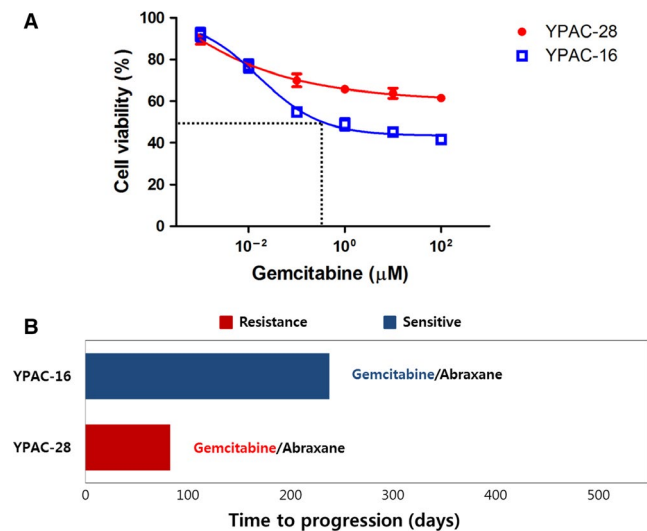 A
YPAC-28
YPAC-16
Cell viability (%)
100
80
60
40
20
0
10⁻² 10⁰ 10²
Gemcitabine (μM)
B
Resistance Sensitive
YPAC-16 Gemcitabine/Abraxane
YPAC-28 Gemcitabine/Abraxane
0 100 200 300 400 500
Time to progression (days)